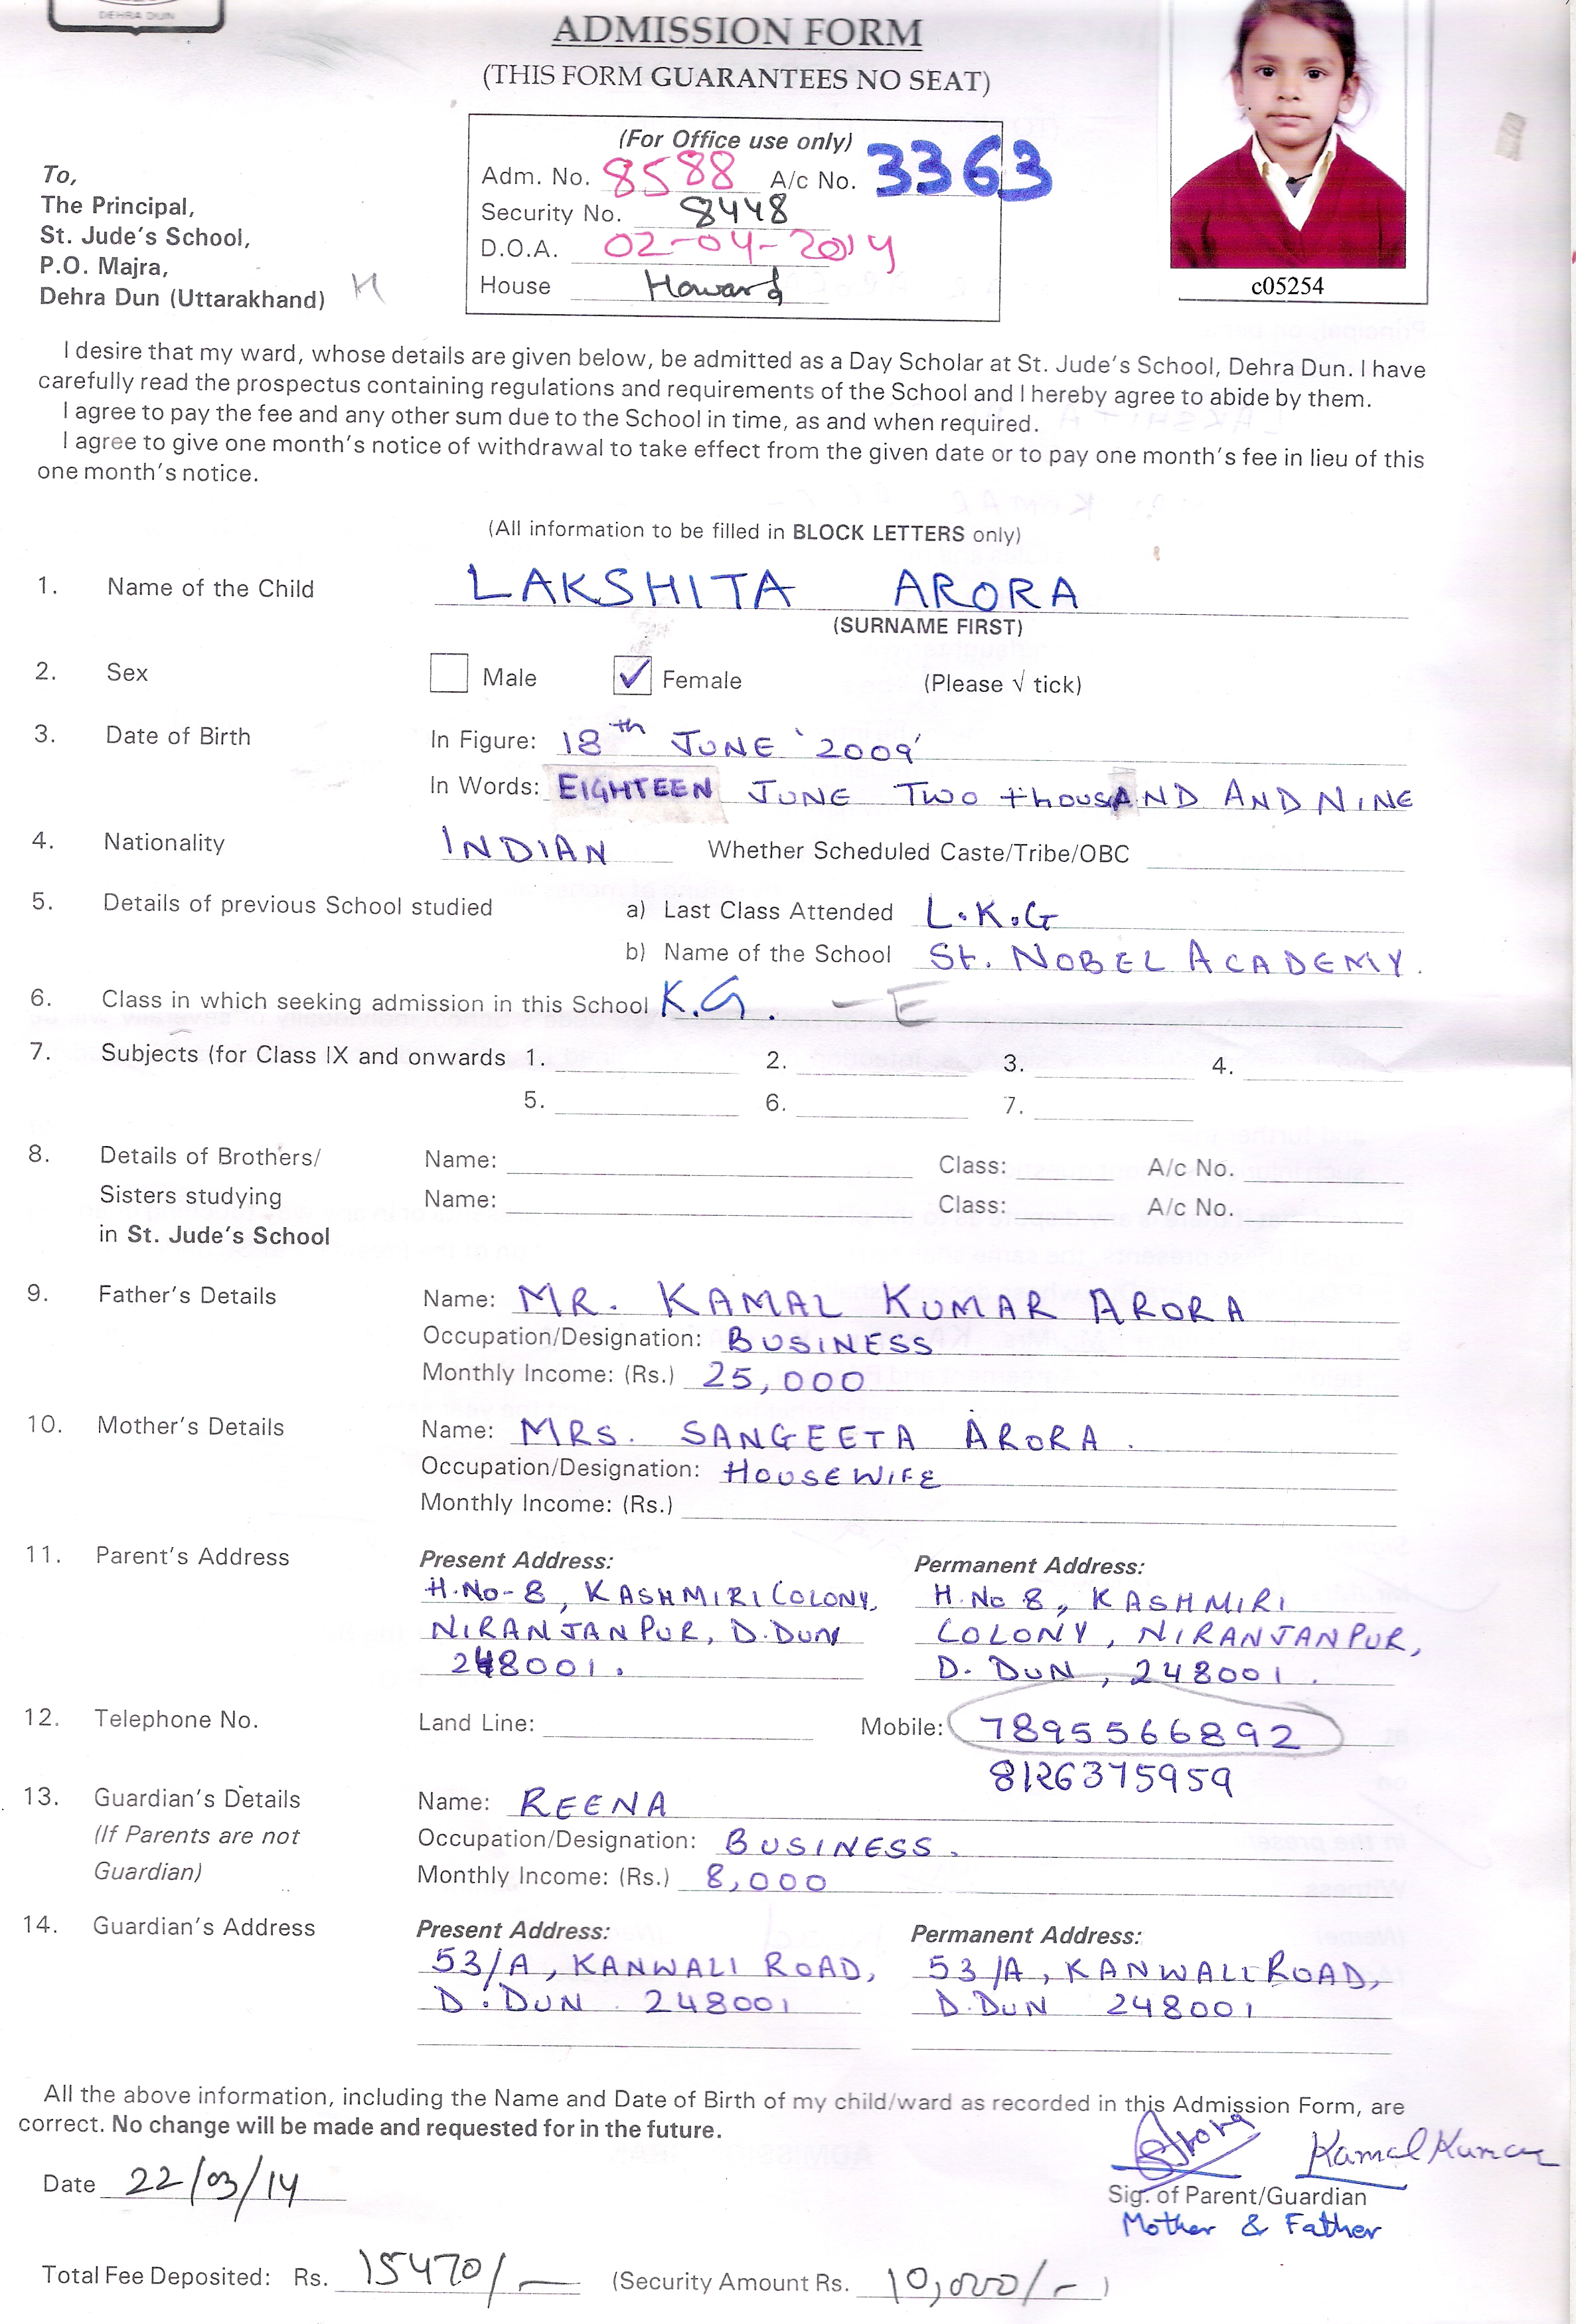 DEHRA DUN
ADMISSION FORM
(THIS FORM GUARANTEES NO SEAT)
(For Office use only)
Adm. No. 8588 A/c No. 3363
Security No. 8448
D.O.A. 02-04-2014
House Howard
To,
The Principal,
St. Jude's School,
P.O. Majra,
Dehra Dun (Uttarakhand)
c05254
I desire that my ward, whose details are given below, be admitted as a Day Scholar at St. Jude's School, Dehra Dun. I have
carefully read the prospectus containing regulations and requirements of the School and I hereby agree to abide by them.
I agree to pay the fee and any other sum due to the School in time, as and when required.
I agree to give one month's notice of withdrawal to take effect from the given date or to pay one month's fee in lieu of this
one month's notice.
(All information to be filled in BLOCK LETTERS only)
1. Name of the Child LAKSHITA ARORA
(SURNAME FIRST)
2. Sex Male ✓ Female (Please √ tick)
3. Date of Birth In Figure: 18th JUNE '2009'
In Words: EIGHTEEN JUNE TWO thousAND AND NINE
4. Nationality INDIAN Whether Scheduled Caste/Tribe/OBC
5. Details of previous School studied a) Last Class Attended L.K.G
b) Name of the School St. NOBEL ACADEMY.
6. Class in which seeking admission in this School K.G. - E
7. Subjects (for Class IX and onwards 1. 2. 3. 4.
5. 6. 7.
8. Details of Brothers/ Name: Class: A/c No.
Sisters studying Name: Class: A/c No.
in St. Jude's School
9. Father's Details Name: MR. KAMAL KUMAR ARORA
Occupation/Designation: BUSINESS
Monthly Income: (Rs.) 25,000
10. Mother's Details Name: MRS. SANGEETA ARORA.
Occupation/Designation: HOUSEWIFE
Monthly Income: (Rs.)
11. Parent's Address Present Address: Permanent Address:
H.No-8, KASHMIRI COLONY, H.No 8, KASHMIRI
NIRANJANPUR, D.DUN COLONY, NIRANJANPUR,
248001. D. DUN, 248001.
12. Telephone No. Land Line: Mobile: 7895566892
8126375959
13. Guardian's Details Name: REENA
(If Parents are not Occupation/Designation: BUSINESS.
Guardian) Monthly Income: (Rs.) 8,000
14. Guardian's Address Present Address: Permanent Address:
53/A, KANWALI ROAD, 53/A, KANWALI ROAD,
D.DUN 248001 D.DUN 248001
All the above information, including the Name and Date of Birth of my child/ward as recorded in this Admission Form, are
correct. No change will be made and requested for in the future.
Arora Kamal Kumar
Date 22/03/14
Sig. of Parent/Guardian
Mother & Father
Total Fee Deposited: Rs. 15470/- (Security Amount Rs. 10,000/-)